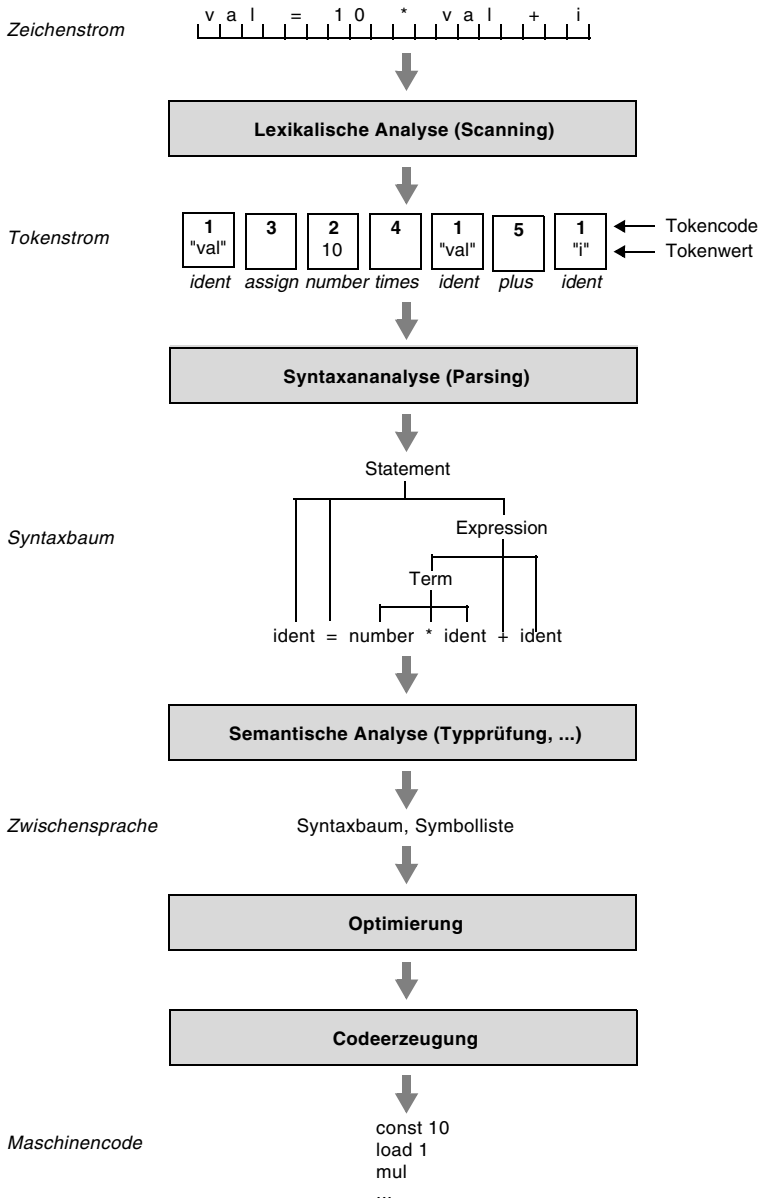 Zeichenstrom
v a l = 1 0 * v a l + i
Lexikalische Analyse (Scanning)
Tokenstrom
1 3 2 4 1 5 1 Tokencode
"val" 10 "val" "i" Tokenwert
ident assign number times ident plus ident
Syntaxananalyse (Parsing)
Statement
Syntaxbaum
Expression
Term
ident = number * ident + ident
Semantische Analyse (Typprüfung, ...)
Zwischensprache
Syntaxbaum, Symbolliste
Optimierung
Codeerzeugung
Maschinencode
const 10
load 1
mul
...